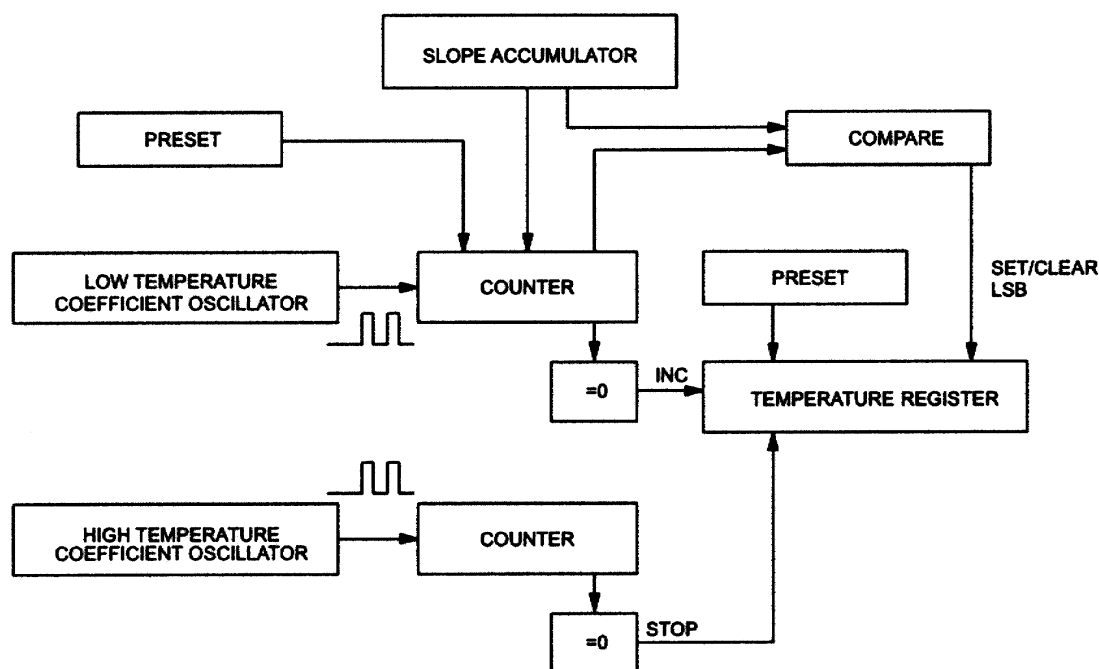 SLOPE ACCUMULATOR
PRESET
COMPARE
LOW TEMPERATURE
COEFFICIENT OSCILLATOR
COUNTER
PRESET
SET/CLEAR
LSB
=0
INC
TEMPERATURE REGISTER
HIGH TEMPERATURE
COEFFICIENT OSCILLATOR
COUNTER
=0
STOP